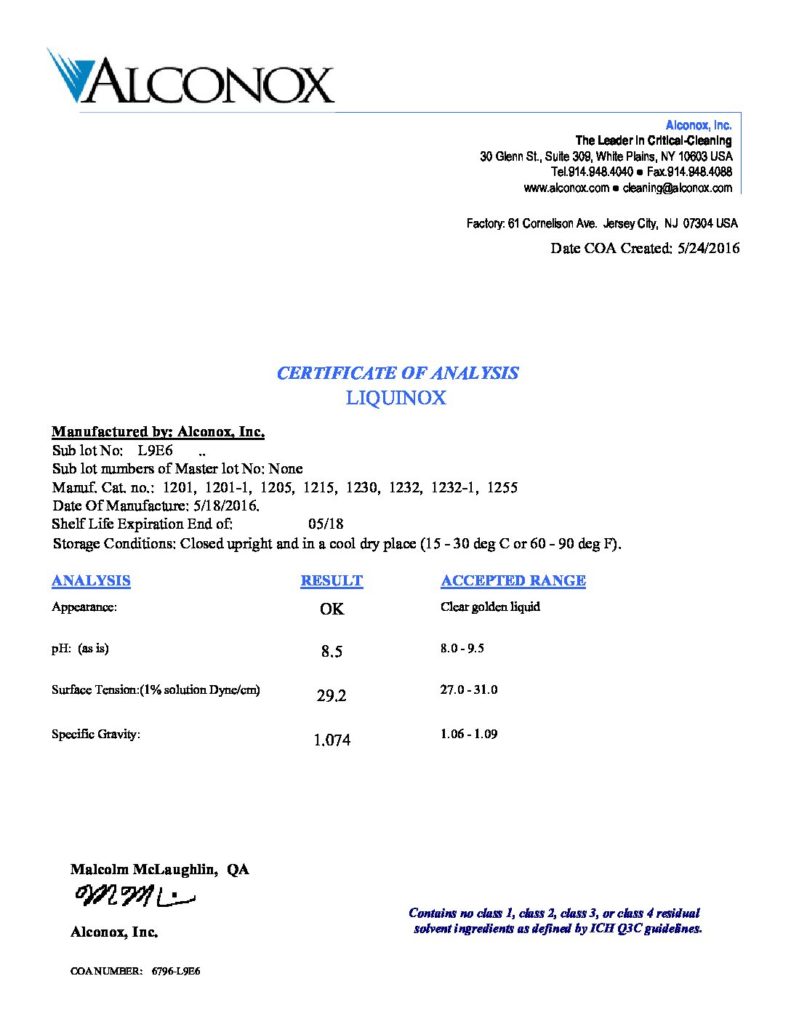 ALCONOX
Alconox, Inc.
The Leader in Critical-Cleaning
30 Glenn St., Suite 309, White Plains, NY 10603 USA
Tel.914.948.4040 ● Fax.914.948.4088
www.alconox.com ● cleaning@alconox.com
Factory: 61 Cornelison Ave. Jersey City, NJ 07304 USA
Date COA Created: 5/24/2016
CERTIFICATE OF ANALYSIS
LIQUINOX
Manufactured by: Alconox, Inc.
Sub lot No: L9E6 ..
Sub lot numbers of Master lot No: None
Manuf. Cat. no.: 1201, 1201-1, 1205, 1215, 1230, 1232, 1232-1, 1255
Date Of Manufacture: 5/18/2016.
Shelf Life Expiration End of: 05/18
Storage Conditions: Closed upright and in a cool dry place (15 - 30 deg C or 60 - 90 deg F).
ANALYSIS RESULT ACCEPTED RANGE
Appearance: OK Clear golden liquid
pH: (as is) 8.5 8.0 - 9.5
Surface Tension:(1% solution Dyne/cm) 29.2 27.0 - 31.0
Specific Gravity: 1.074 1.06 - 1.09
Malcolm McLaughlin, QA
Alconox, Inc.
Contains no class 1, class 2, class 3, or class 4 residual
solvent ingredients as defined by ICH Q3C guidelines.
COA NUMBER: 6796-L9E6